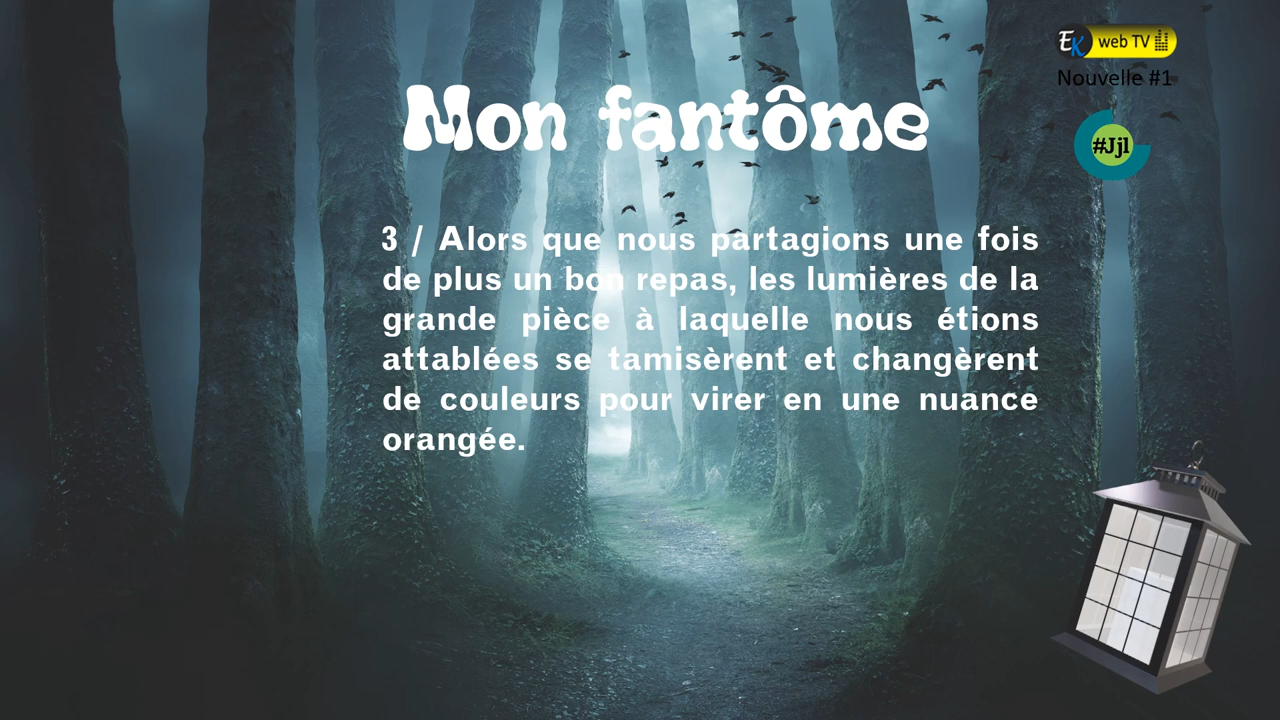 EK web TV
Nouvelle #1
#Jjl
Mon fantôme
3 / Alors que nous partagions une fois
de plus un bon repas, les lumières de la
grande pièce à laquelle nous étions
attablées se tamisèrent et changèrent
de couleurs pour virer en une nuance
orangée.